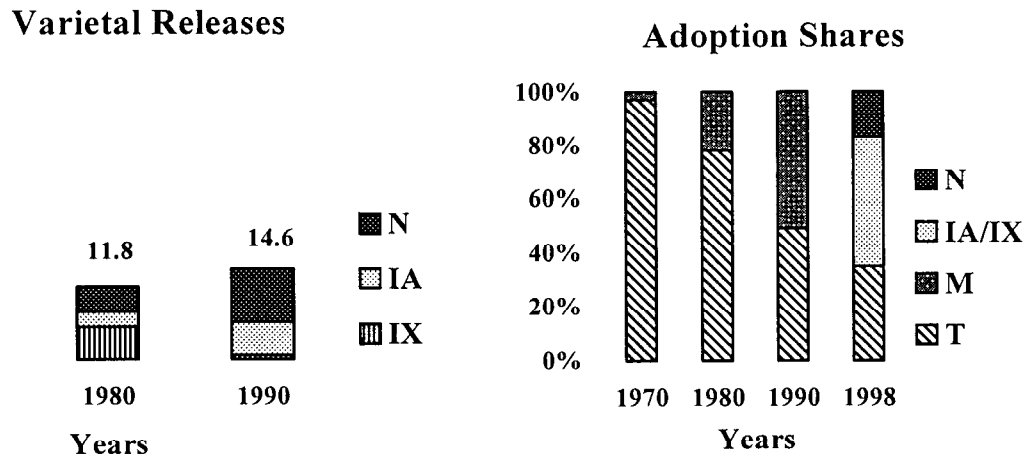 Varietal Releases
11.8
14.6
N
IA
IX
1980
1990
Years
Adoption Shares
100%
80%
60%
40%
20%
0%
N
IA/IX
M
T
1970
1980
1990
1998
Years